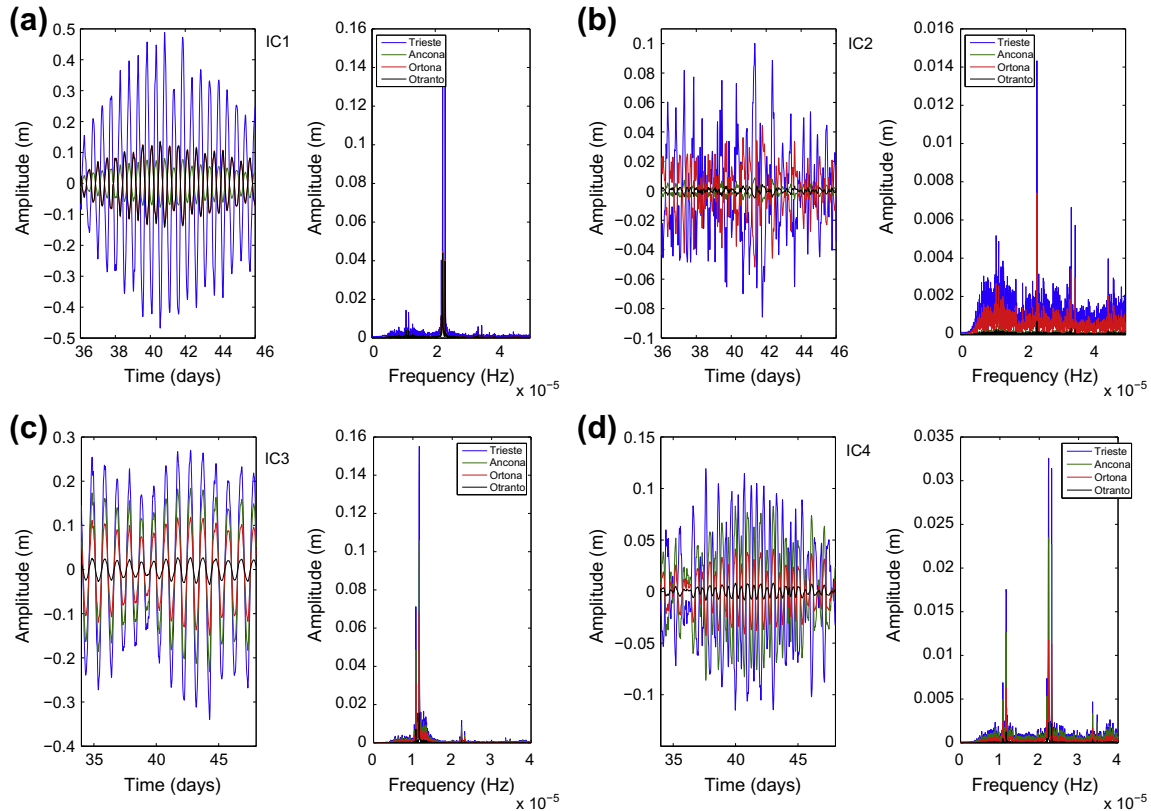 (a)
IC1
Amplitude (m)
0.5
0.4
0.3
0.2
0.1
0
−0.1
−0.2
−0.3
−0.4
−0.5
36 38 40 42 44 46
Time (days)
Amplitude (m)
0.16
0.14
0.12
0.1
0.08
0.06
0.04
0.02
0
0 2 4
Frequency (Hz)
x 10⁻⁵
Trieste
Ancona
Ortona
Otranto
(b)
IC2
Amplitude (m)
0.1
0.08
0.06
0.04
0.02
0
−0.02
−0.04
−0.06
−0.08
−0.1
36 38 40 42 44 46
Time (days)
Amplitude (m)
0.016
0.014
0.012
0.01
0.008
0.006
0.004
0.002
0
0 2 4
Frequency (Hz)
x 10⁻⁵
Trieste
Ancona
Ortona
Otranto
(c)
IC3
Amplitude (m)
0.3
0.2
0.1
0
−0.1
−0.2
−0.3
−0.4
35 40 45
Time (days)
Amplitude (m)
0.16
0.14
0.12
0.1
0.08
0.06
0.04
0.02
0
0 1 2 3 4
Frequency (Hz)
x 10⁻⁵
Trieste
Ancona
Ortona
Otranto
(d)
IC4
Amplitude (m)
0.15
0.1
0.05
0
−0.05
−0.1
35 40 45
Time (days)
Amplitude (m)
0.035
0.03
0.025
0.02
0.015
0.01
0.005
0
0 1 2 3 4
Frequency (Hz)
x 10⁻⁵
Trieste
Ancona
Ortona
Otranto